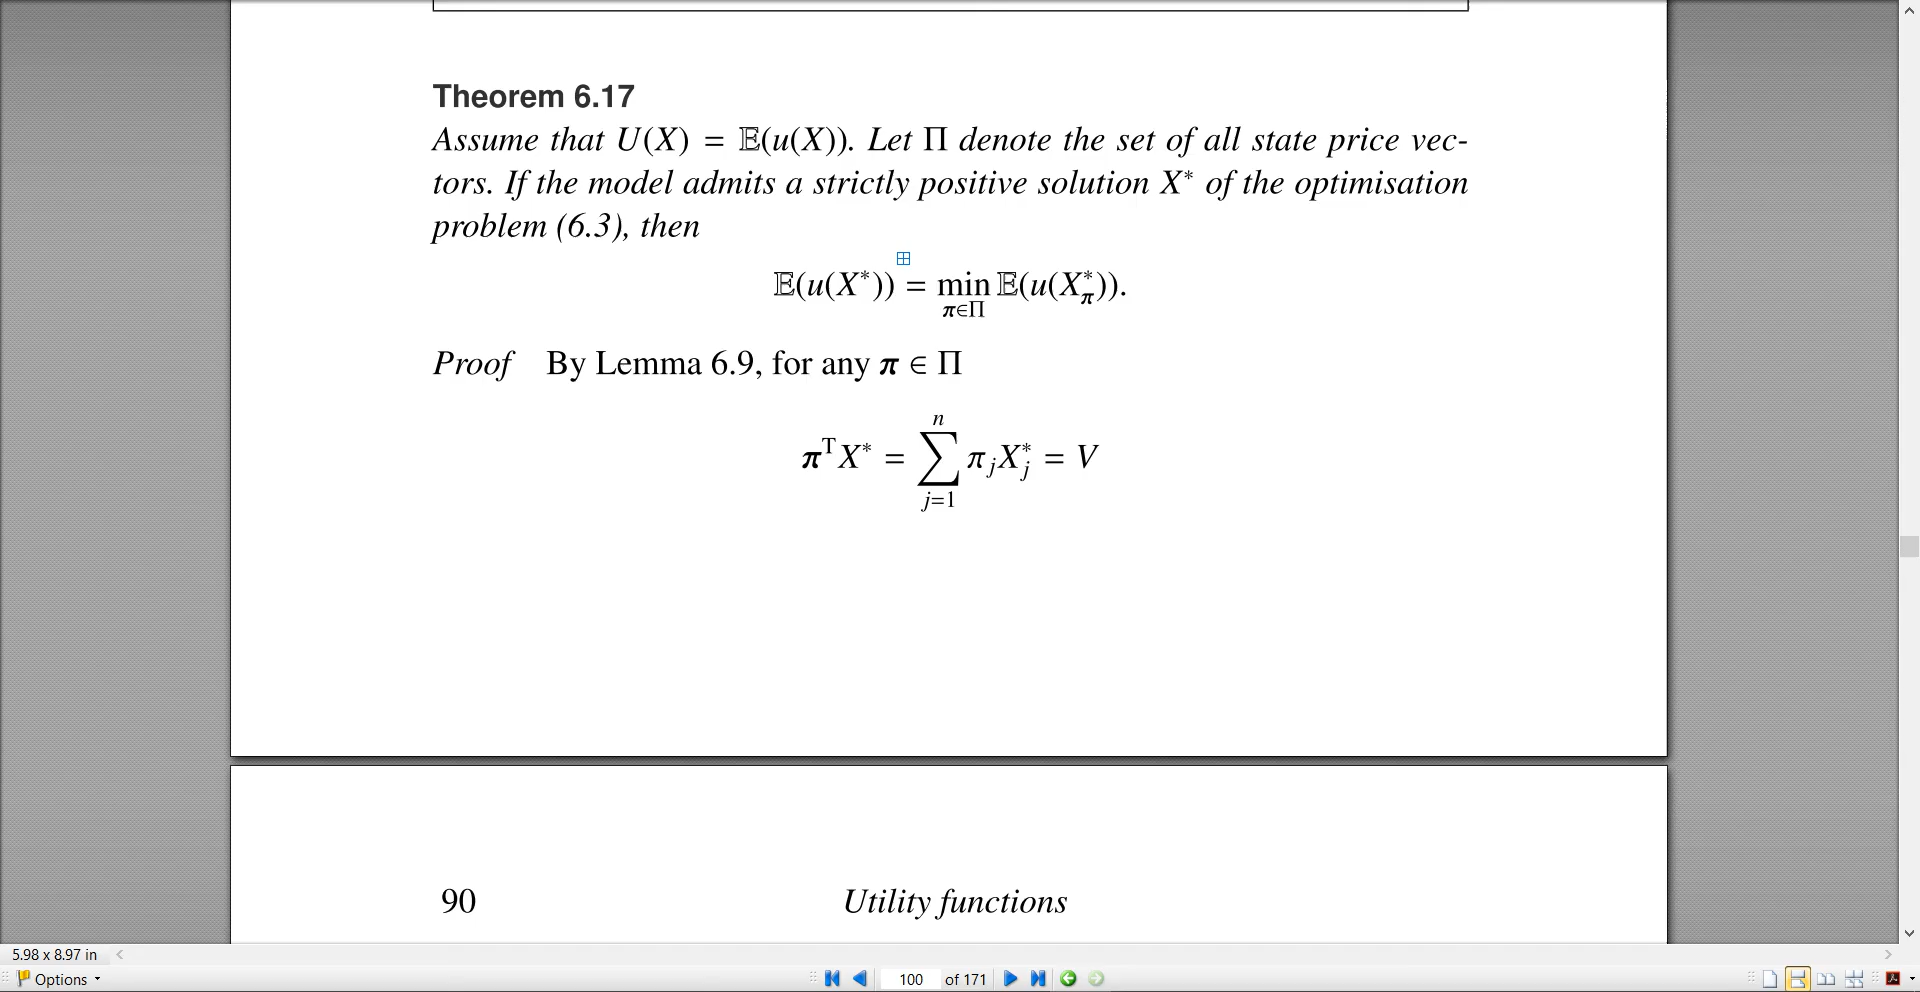 Theorem 6.17
Assume that U(X) = 𝔼(u(X)). Let Π denote the set of all state price vec-
tors. If the model admits a strictly positive solution X* of the optimisation
problem (6.3), then
𝔼(u(X*)) = min 𝔼(u(X*π)).
π∈Π
Proof By Lemma 6.9, for any π ∈ Π
n
πᵀX* = ∑ πjX*j = V
j=1
90 Utility functions
5.98 x 8.97 in
Options 100 of 171